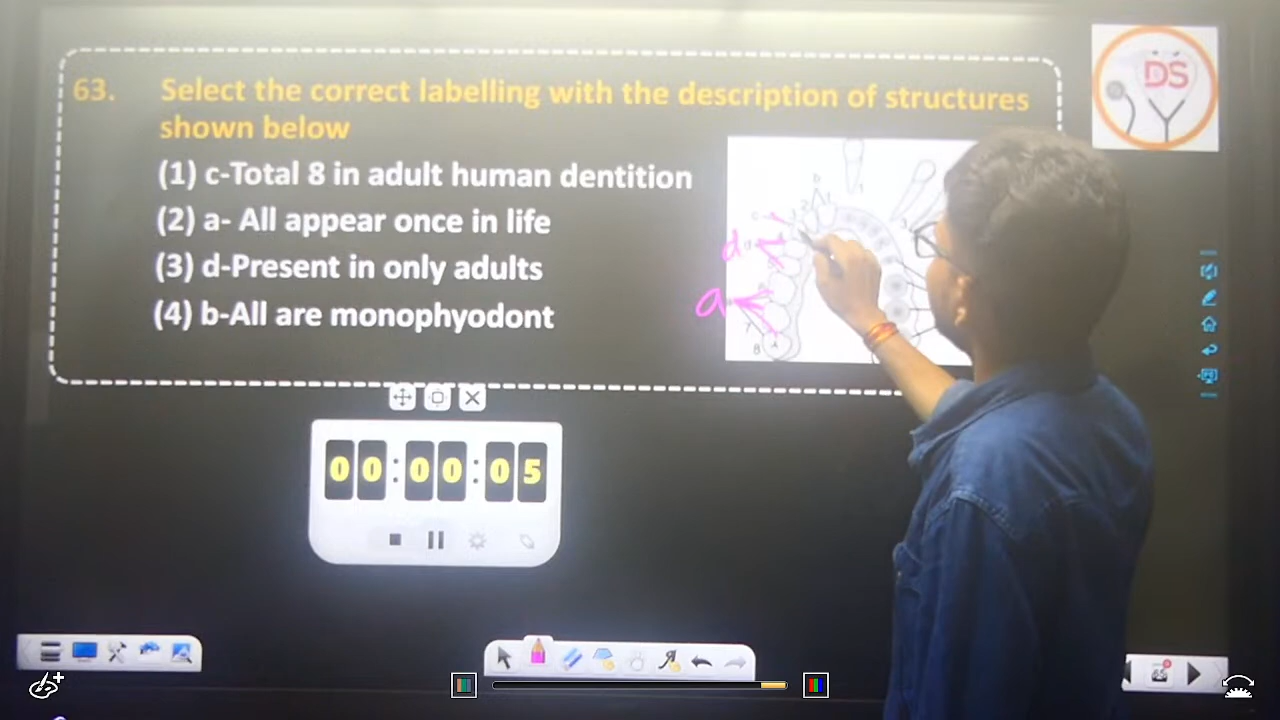 DS
63. Select the correct labelling with the description of structures
shown below
(1) c-Total 8 in adult human dentition
(2) a- All appear once in life
(3) d-Present in only adults
(4) b-All are monophyodont
d
a
7
8
00:00:05